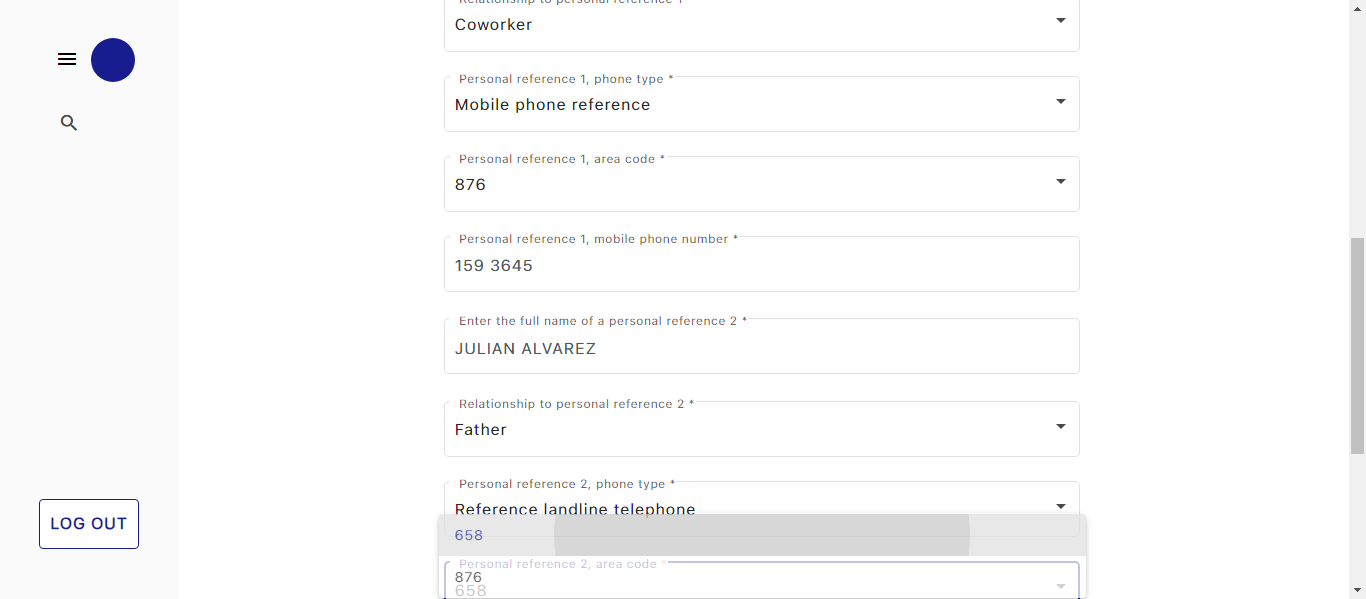 Relationship to personal reference 1
Coworker
Personal reference 1, phone type *
Mobile phone reference
Personal reference 1, area code *
876
Personal reference 1, mobile phone number *
159 3645
Enter the full name of a personal reference 2 *
JULIAN ALVAREZ
Relationship to personal reference 2 *
Father
Personal reference 2, phone type *
Reference landline telephone
658
Personal reference 2, area code *
876
658
LOG OUT